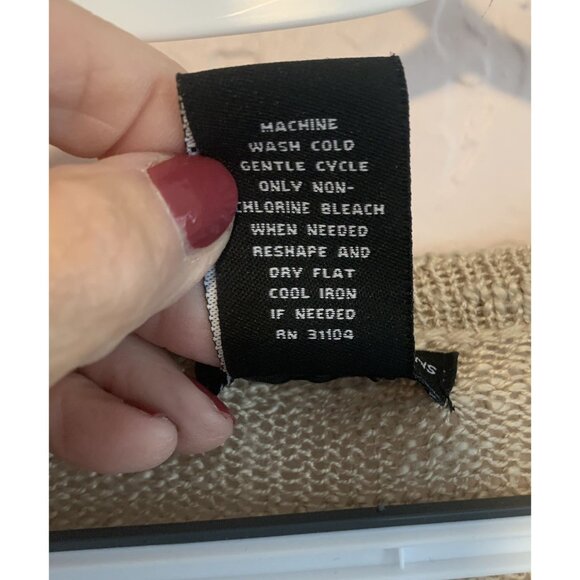 MACHINE
WASH COLD
GENTLE CYCLE
ONLY NON-
CHLORINE BLEACH
WHEN NEEDED
RESHAPE AND
DRY FLAT
COOL IRON
IF NEEDED
RN 31104